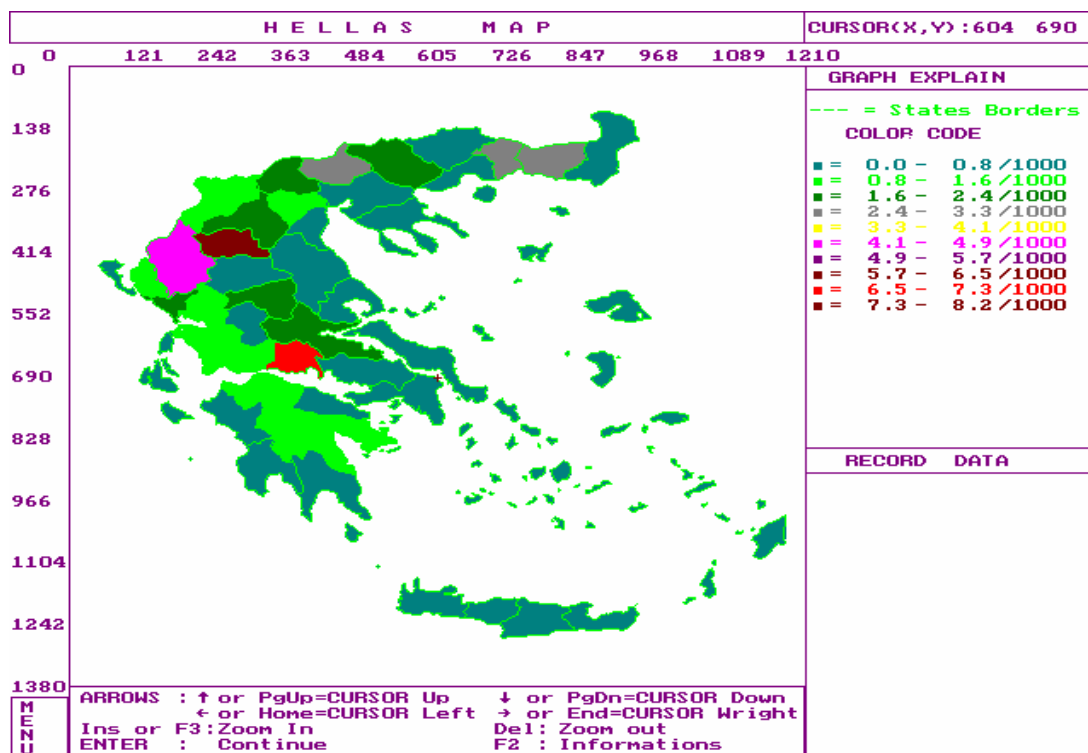 H E L L A S   M A P
CURSOR(X,Y):604 690
0 121 242 363 484 605 726 847 968 1089 1210
0
138
276
414
552
690
828
966
1104
1242
1380
GRAPH EXPLAIN
--- = States Borders
COLOR CODE
■ = 0.0 - 0.8/1000
■ = 0.8 - 1.6/1000
■ = 1.6 - 2.4/1000
■ = 2.4 - 3.3/1000
■ = 3.3 - 4.1/1000
■ = 4.1 - 4.9/1000
■ = 4.9 - 5.7/1000
■ = 5.7 - 6.5/1000
■ = 6.5 - 7.3/1000
■ = 7.3 - 8.2/1000
RECORD DATA
MENU
ARROWS : ↑ or PgUp=CURSOR Up ↓ or PgDn=CURSOR Down
← or Home=CURSOR Left → or End=CURSOR Wright
Ins or F3:Zoom In Del: Zoom out
ENTER : Continue F2 : Informations